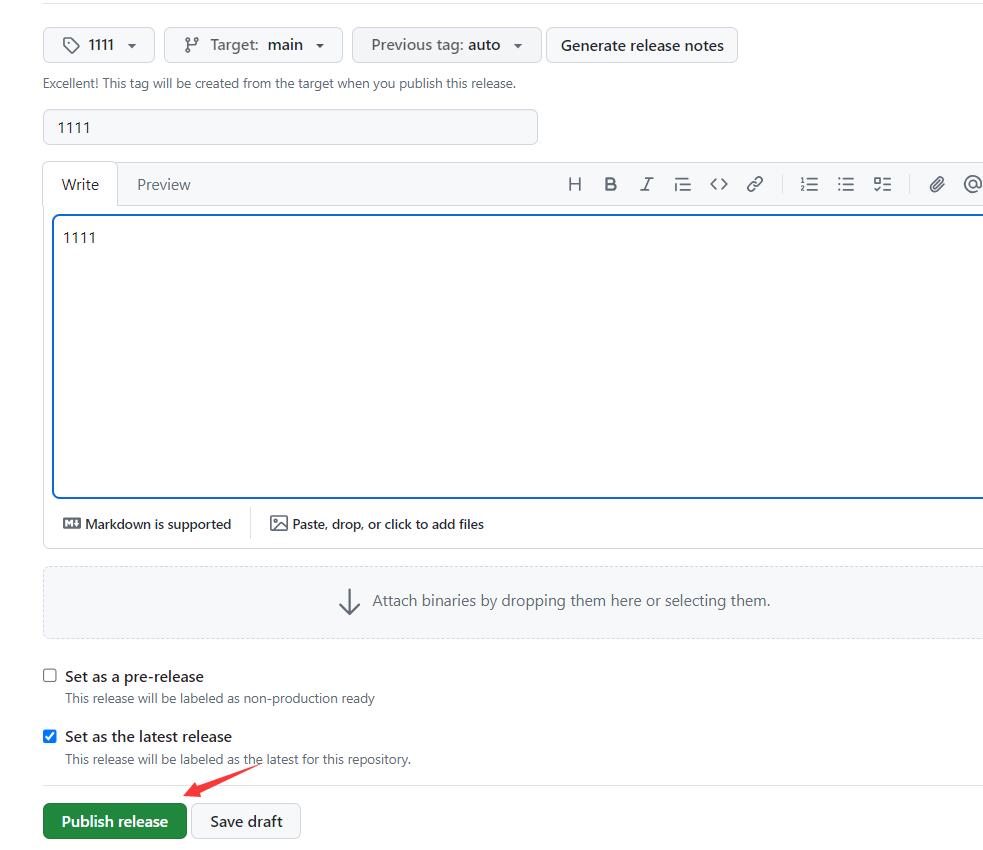 1111 Target: main Previous tag: auto Generate release notes
Excellent! This tag will be created from the target when you publish this release.
1111
Write Preview
1111
Markdown is supported Paste, drop, or click to add files
Attach binaries by dropping them here or selecting them.
Set as a pre-release
This release will be labeled as non-production ready
Set as the latest release
This release will be labeled as the latest for this repository.
Publish release Save draft